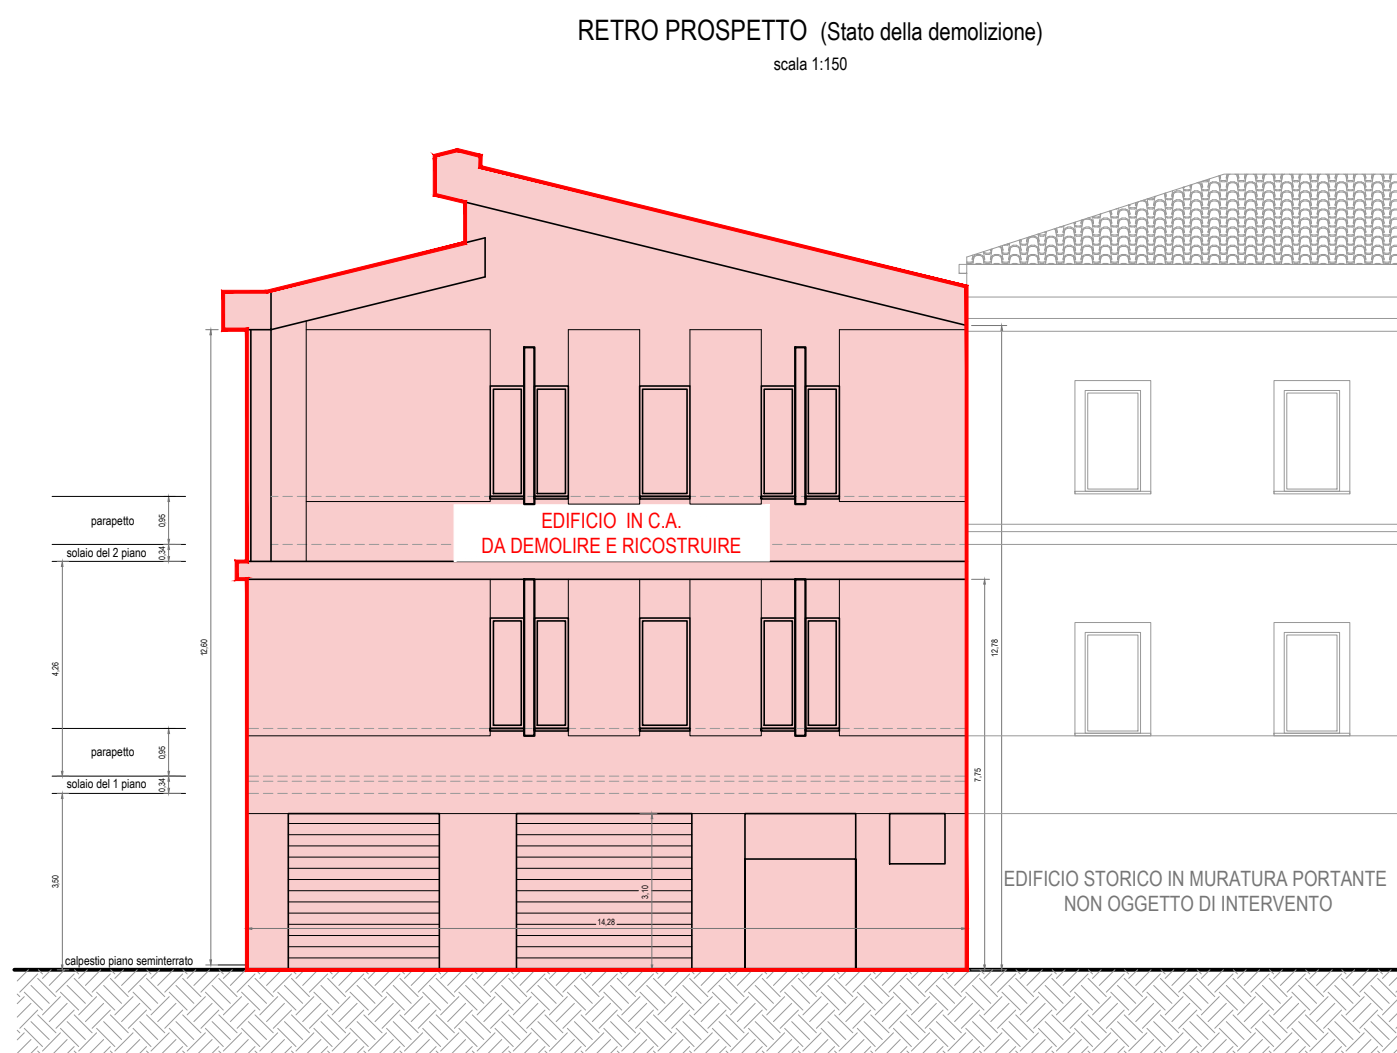 RETRO PROSPETTO (Stato della demolizione)
scala 1:150
parapetto
0,95
EDIFICIO IN C.A.
DA DEMOLIRE E RICOSTRUIRE
solaio del 2 piano
0,34
12,60
4,26
12,78
parapetto
0,95
7,75
solaio del 1 piano
0,34
3,50
3,10
EDIFICIO STORICO IN MURATURA PORTANTE
NON OGGETTO DI INTERVENTO
14,28
calpestio piano seminterrato